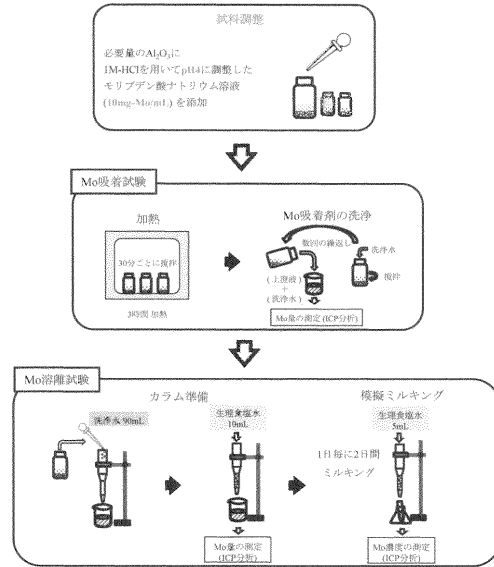 試料調整
必要量のAl₂O₃に
1M-HClを用いてpH4に調整した
モリブデン酸ナトリウム溶液
(10mg-Mo/mL) を添加
Mo吸着試験
加熱
30分ごとに撹拌
3時間 加熱
Mo吸着剤の洗浄
数回の繰返し
洗浄水
撹拌
(上澄液)
+
(洗浄水)
Mo量の測定 (ICP分析)
Mo溶離試験
カラム準備
洗浄水 90mL
生理食塩水
10mL
Mo量の測定
(ICP分析)
1日毎に2日間
ミルキング
模擬ミルキング
生理食塩水
5mL
Mo濃度の測定
(ICP分析)